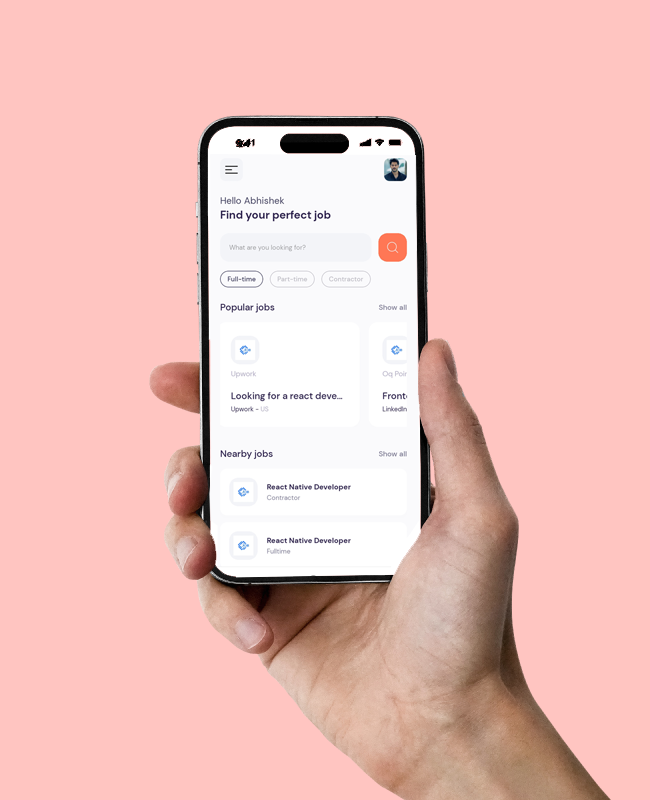 9:41
Hello Abhishek
Find your perfect job
What are you looking for?
Full-time Part-time Contractor
Popular jobs Show all
Upwork Oq Poin
Looking for a react deve... Fronte
Upwork - US LinkedIn
Nearby jobs Show all
React Native Developer
Contractor
React Native Developer
Fulltime